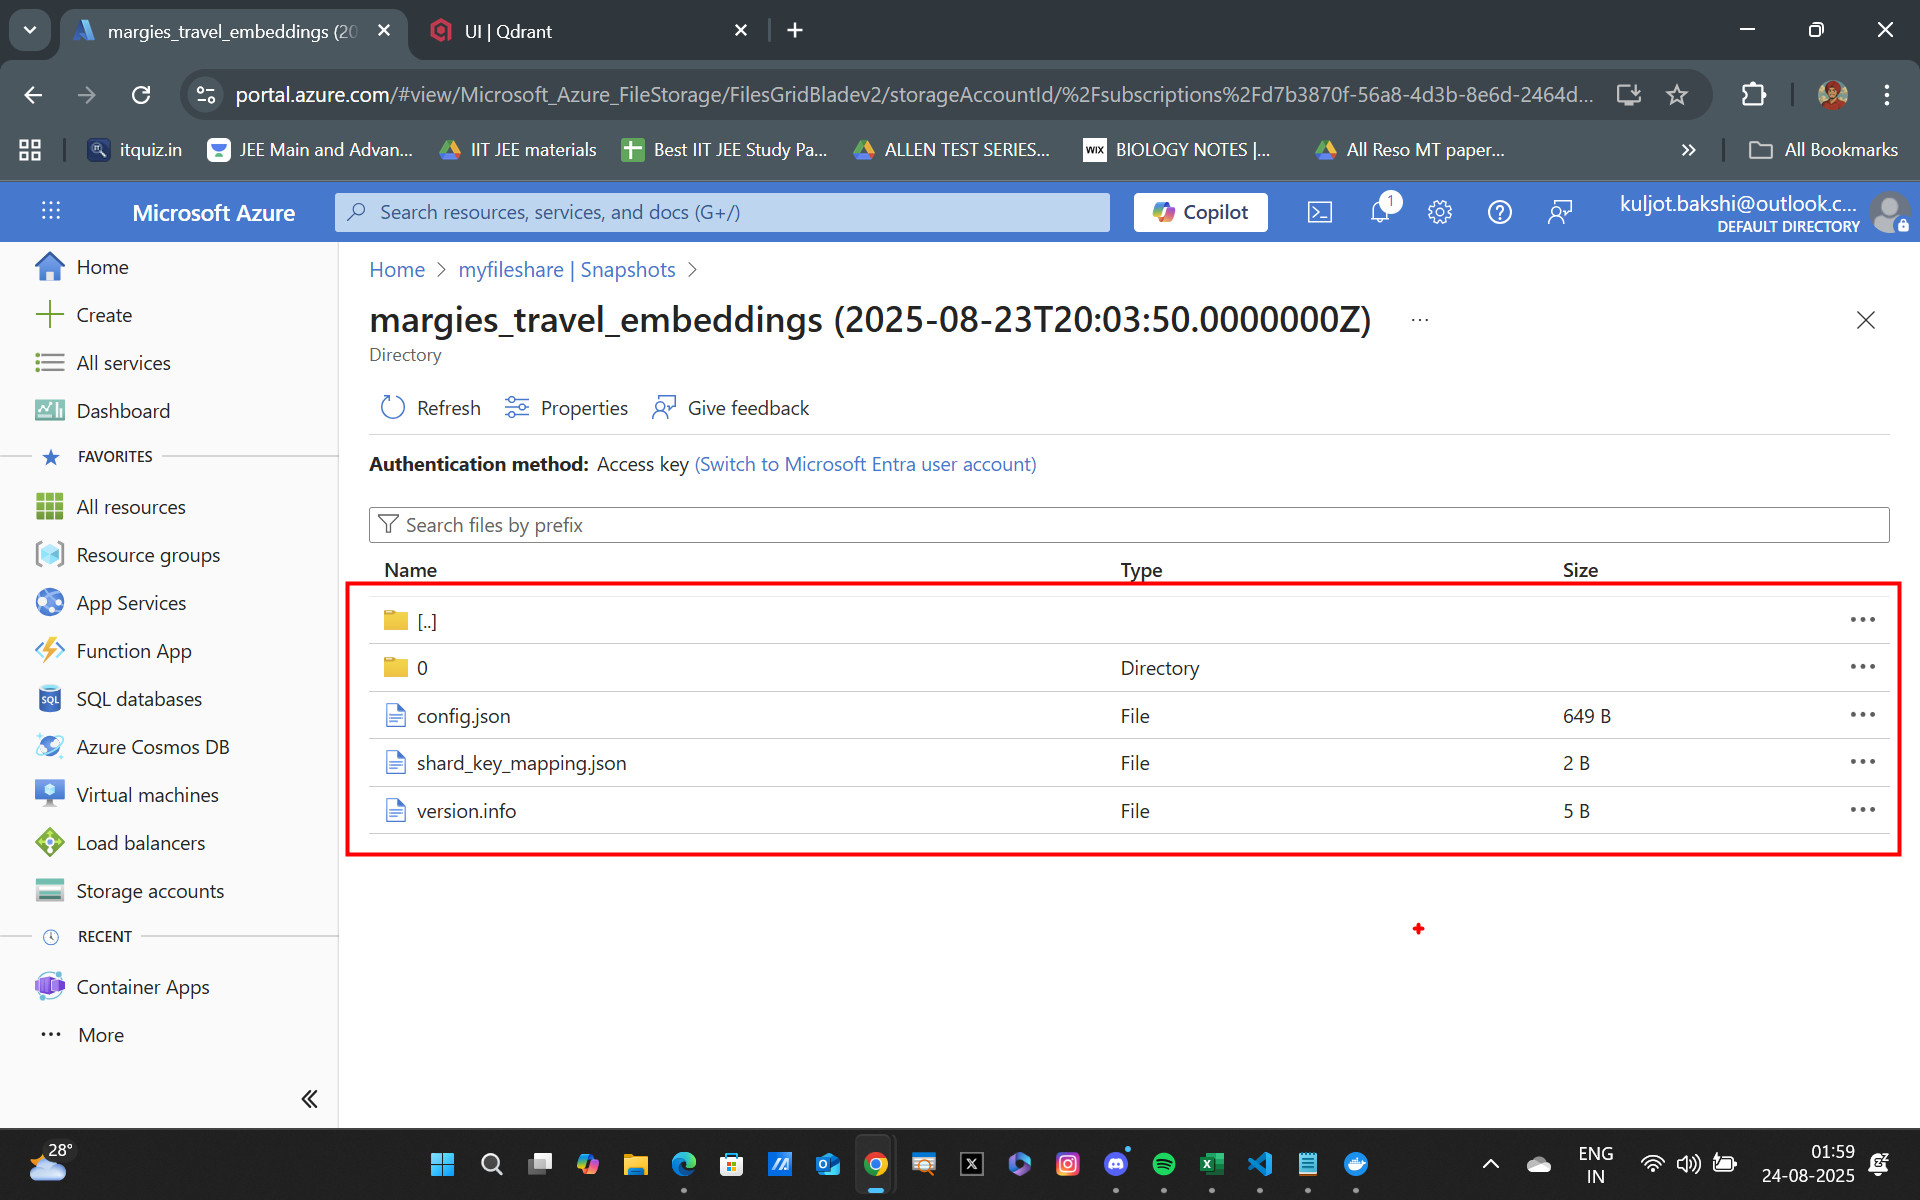 margies_travel_embeddings (20
UI | Qdrant
portal.azure.com/#view/Microsoft_Azure_FileStorage/FilesGridBladev2/storageAccountId/%2Fsubscriptions%2Fd7b3870f-56a8-4d3b-8e6d-2464d...
itquiz.in
JEE Main and Advan...
IIT JEE materials
Best IIT JEE Study Pa...
ALLEN TEST SERIES...
WIX
BIOLOGY NOTES |...
All Reso MT paper...
All Bookmarks
Microsoft Azure
Search resources, services, and docs (G+/)
Copilot
1
kuljot.bakshi@outlook.c...
DEFAULT DIRECTORY
Home
Create
All services
Dashboard
FAVORITES
All resources
Resource groups
App Services
Function App
SQL
SQL databases
Azure Cosmos DB
Virtual machines
Load balancers
Storage accounts
RECENT
Container Apps
More
Home > myfileshare | Snapshots >
margies_travel_embeddings (2025-08-23T20:03:50.0000000Z) ...
Directory
Refresh
Properties
Give feedback
Authentication method: Access key (Switch to Microsoft Entra user account)
Search files by prefix
Name Type Size
[..]
0 Directory
config.json File 649 B
shard_key_mapping.json File 2 B
version.info File 5 B
28°
ENG
IN
01:59
24-08-2025